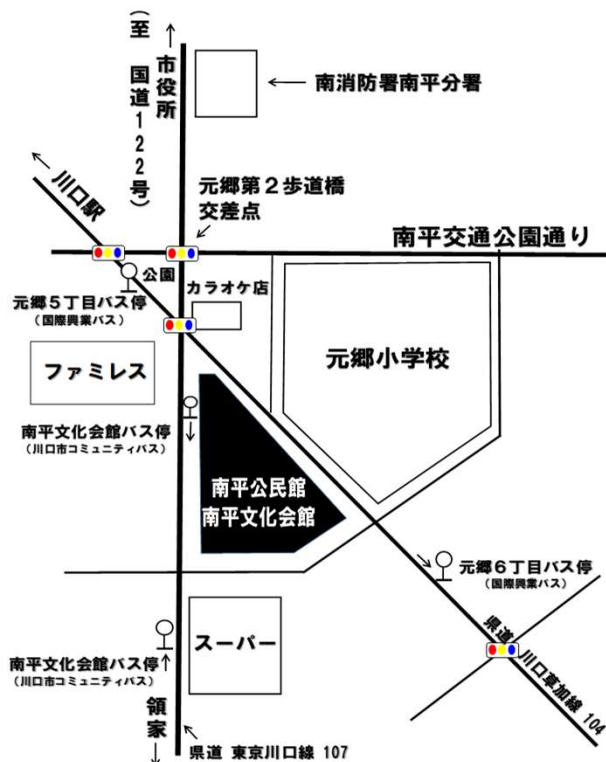 (至 国道122号)
市役所
南消防署南平分署
川口駅
元郷第2歩道橋
交差点
南平交通公園通り
公園
カラオケ店
元郷5丁目バス停
(国際興業バス)
元郷小学校
ファミレス
南平文化会館バス停
(川口市コミュニティバス)
南平公民館
南平文化会館
元郷6丁目バス停
(国際興業バス)
スーパー
県道 川口草加線 104
南平文化会館バス停
(川口市コミュニティバス)
領家
県道 東京川口線 107